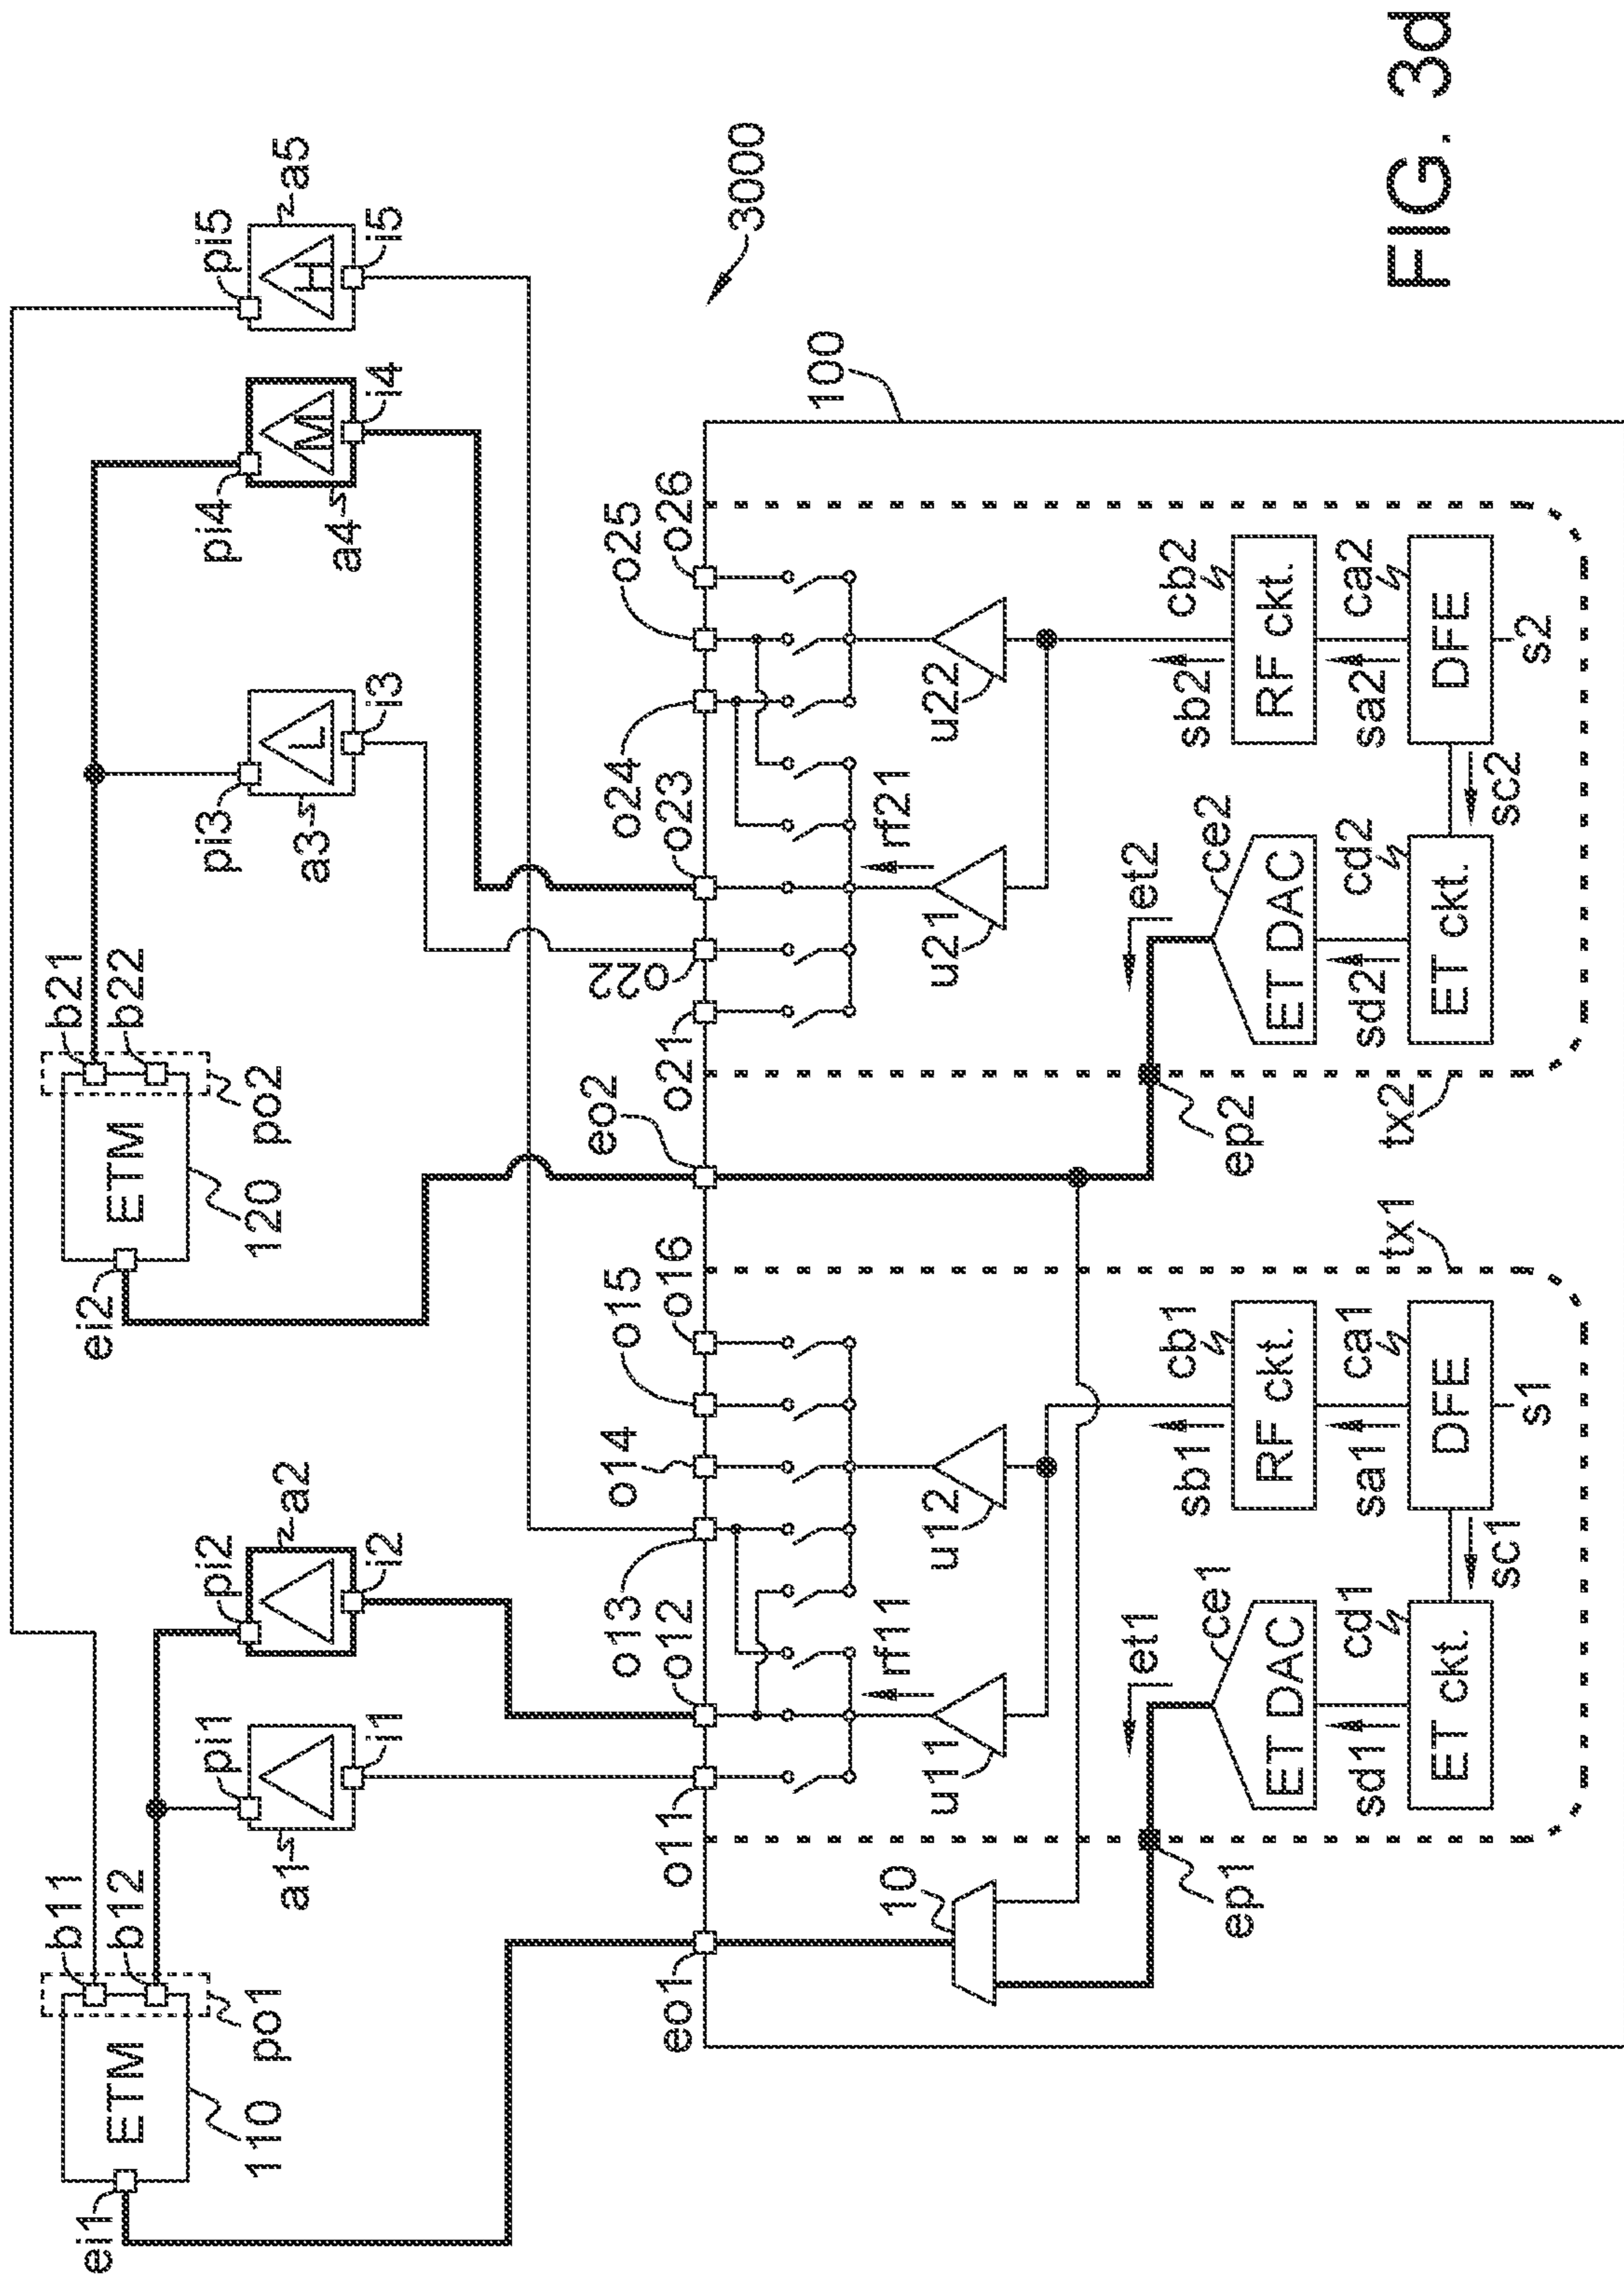 FIG. 3d
3000
100
ETM
ETM
110
120
po1
po2
ei1
ei2
b11
b12
b21
b22
pi1
pi2
pi3
pi4
pi5
a1
a2
a3
a4
a5
L
M
H
i1
i2
i3
i4
i5
eo1
o11
o12
o13
o14
o15
o16
eo2
o21
o22
o23
o24
o25
o26
rf11
rf21
u11
u12
u21
u22
10
et1
et2
ep1
ep2
ET DAC
ce1
ET DAC
ce2
sb1
cb1
sb2
cb2
RF ckt.
RF ckt.
sd1
cd1
sa1
ca1
sd2
cd2
sa2
ca2
ET ckt.
DFE
ET ckt.
DFE
sc1
s1
sc2
s2
tx1
tx2